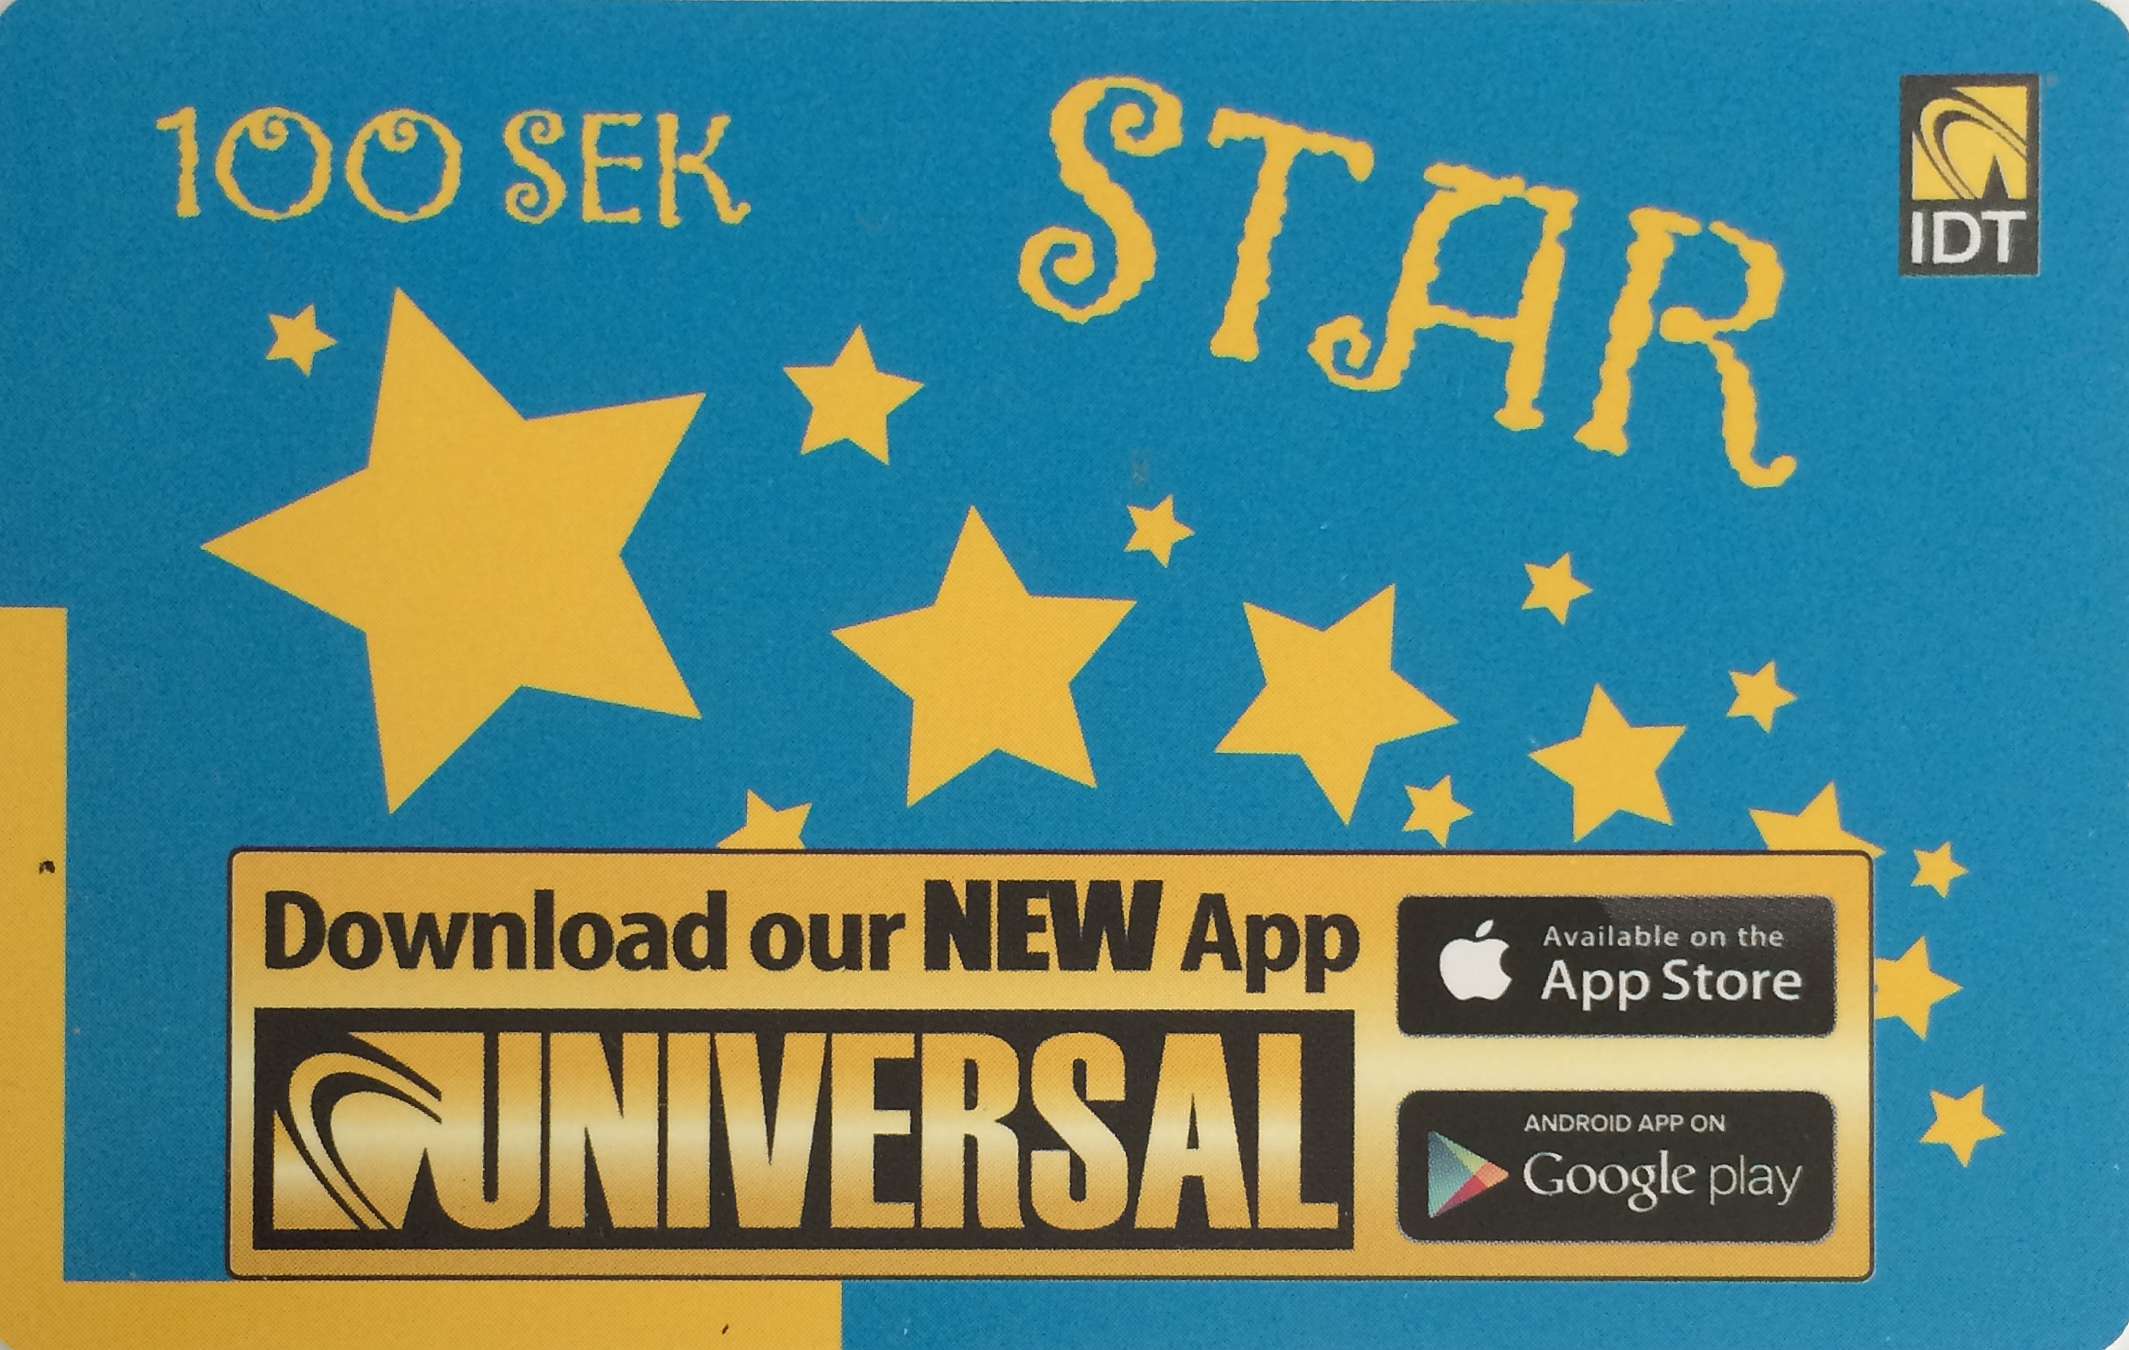 100 SEK
STAR
IDT
Download our NEW App
UNIVERSAL
Available on the
App Store
ANDROID APP ON
Google play